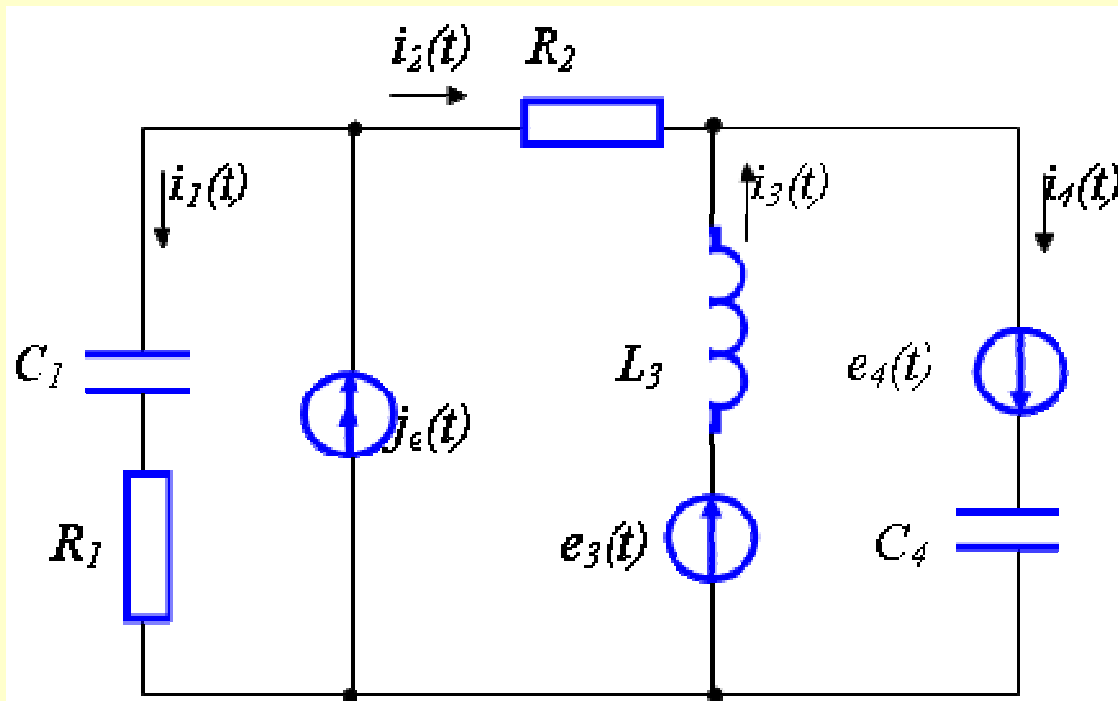 i₂(t) R₂
i₁(t) i₃(t) i₄(t)
C₁ L₃ e₄(t)
jₑ(t)
R₁ e₃(t) C₄